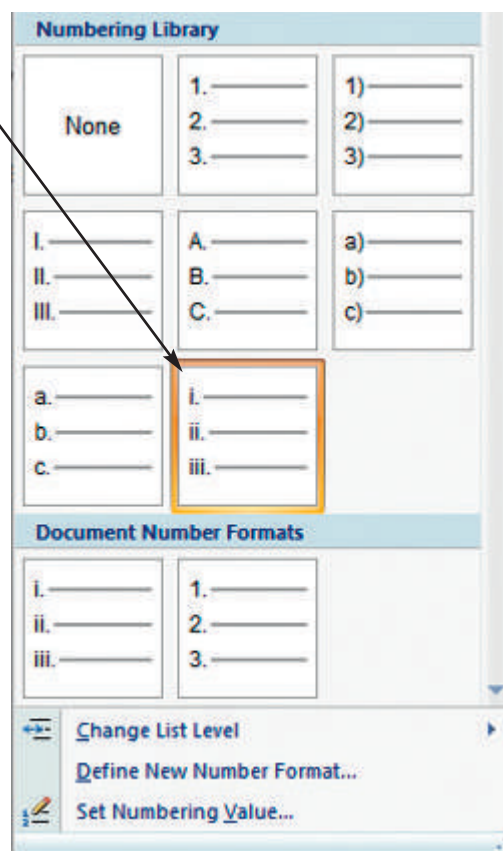 Numbering Library
None
1.
2.
3.
1)
2)
3)
I.
II.
III.
A.
B.
C.
a)
b)
c)
a.
b.
c.
i.
ii.
iii.
Document Number Formats
i.
ii.
iii.
1.
2.
3.
Change List Level
Define New Number Format...
Set Numbering Value...